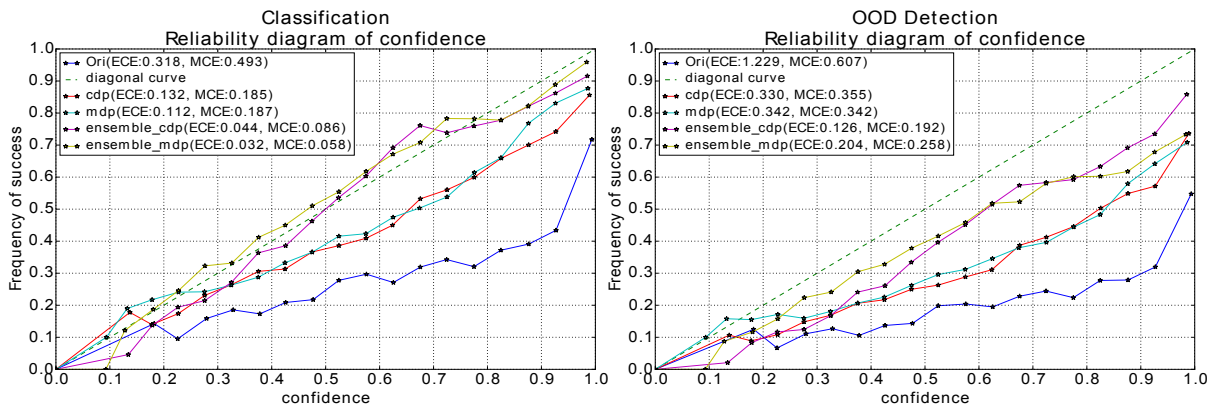 Classification
Reliability diagram of confidence
Frequency of success
1.0
0.9
0.8
0.7
0.6
0.5
0.4
0.3
0.2
0.1
0.0
Ori(ECE:0.318, MCE:0.493)
diagonal curve
cdp(ECE:0.132, MCE:0.185)
mdp(ECE:0.112, MCE:0.187)
ensemble_cdp(ECE:0.044, MCE:0.086)
ensemble_mdp(ECE:0.032, MCE:0.058)
0.0 0.1 0.2 0.3 0.4 0.5 0.6 0.7 0.8 0.9 1.0
confidence
OOD Detection
Reliability diagram of confidence
Frequency of success
1.0
0.9
0.8
0.7
0.6
0.5
0.4
0.3
0.2
0.1
0.0
Ori(ECE:1.229, MCE:0.607)
diagonal curve
cdp(ECE:0.330, MCE:0.355)
mdp(ECE:0.342, MCE:0.342)
ensemble_cdp(ECE:0.126, MCE:0.192)
ensemble_mdp(ECE:0.204, MCE:0.258)
0.0 0.1 0.2 0.3 0.4 0.5 0.6 0.7 0.8 0.9 1.0
confidence